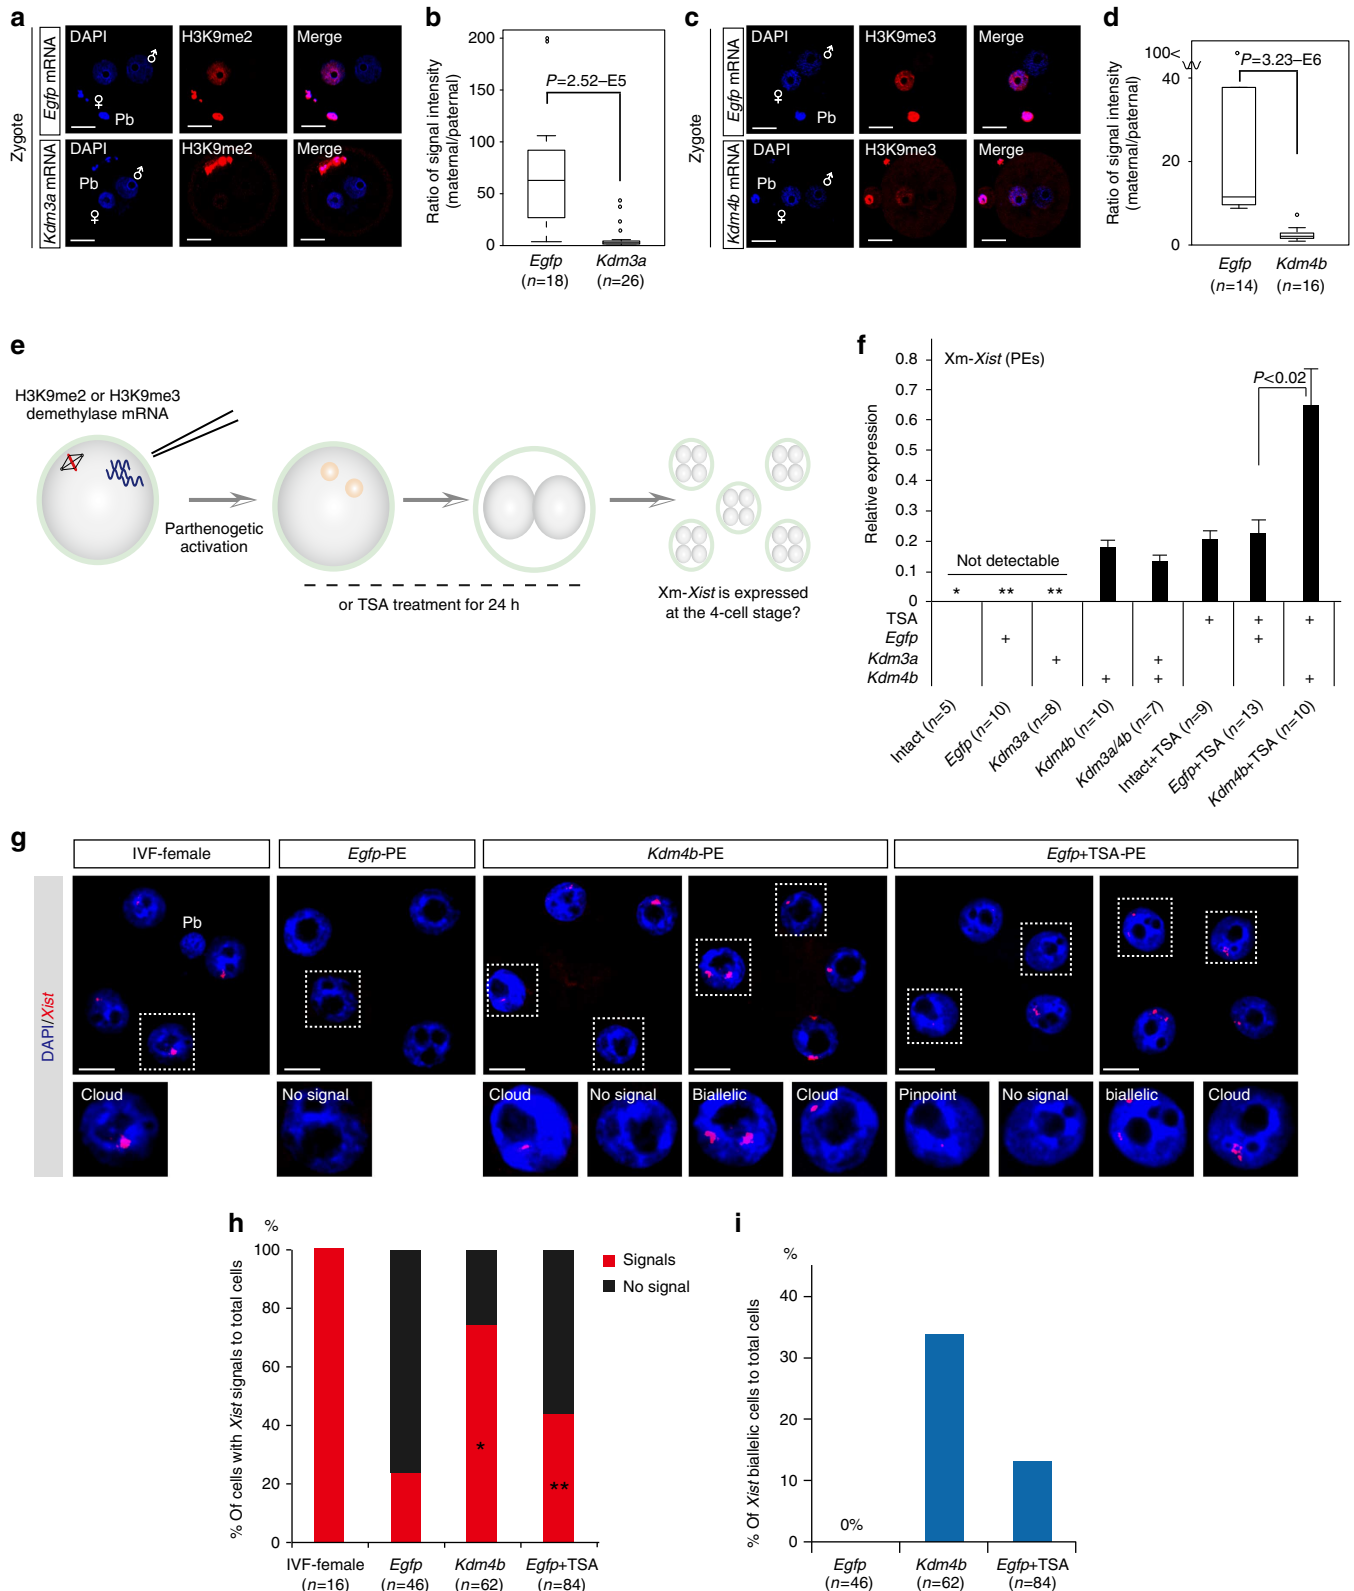 a
Zygote
Egfp mRNA
DAPI
♂
♀
Pb
H3K9me2
Merge
Kdm3a mRNA
DAPI
♂
Pb
♀
H3K9me2
Merge
b
Ratio of signal intensity
(maternal/paternal)
200
150
100
50
0
P=2.52–E5
Egfp
(n=18)
Kdm3a
(n=26)
c
Zygote
Egfp mRNA
DAPI
♂
♀
Pb
H3K9me3
Merge
Kdm4b mRNA
DAPI
Pb
♂
♀
H3K9me3
Merge
d
Ratio of signal intensity
(maternal/paternal)
100<
40
20
0
P=3.23–E6
Egfp
(n=14)
Kdm4b
(n=16)
e
H3K9me2 or H3K9me3
demethylase mRNA
Parthenogetic
activation
or TSA treatment for 24 h
Xm-Xist is expressed
at the 4-cell stage?
f
Relative expression
0.8
0.7
0.6
0.5
0.4
0.3
0.2
0.1
0
Xm-Xist (PEs)
P<0.02
Not detectable
* ** **
TSA + + +
Egfp + +
Kdm3a + +
Kdm4b + + +
Intact (n=5)
Egfp (n=10)
Kdm3a (n=8)
Kdm4b (n=10)
Kdm3a/4b (n=7)
Intact+TSA (n=9)
Egfp+TSA (n=13)
Kdm4b+TSA (n=10)
g
IVF-female
Egfp-PE
Kdm4b-PE
Egfp+TSA-PE
DAPI/Xist
Pb
Cloud
No signal
Cloud
No signal
Biallelic
Cloud
Pinpoint
No signal
biallelic
Cloud
h
%
% Of cells with Xist signals to total cells
100
80
60
40
20
0
*
**
Signals
No signal
IVF-female
(n=16)
Egfp
(n=46)
Kdm4b
(n=62)
Egfp+TSA
(n=84)
i
%
% Of Xist biallelic cells to total cells
40
30
20
10
0
0%
Egfp
(n=46)
Kdm4b
(n=62)
Egfp+TSA
(n=84)